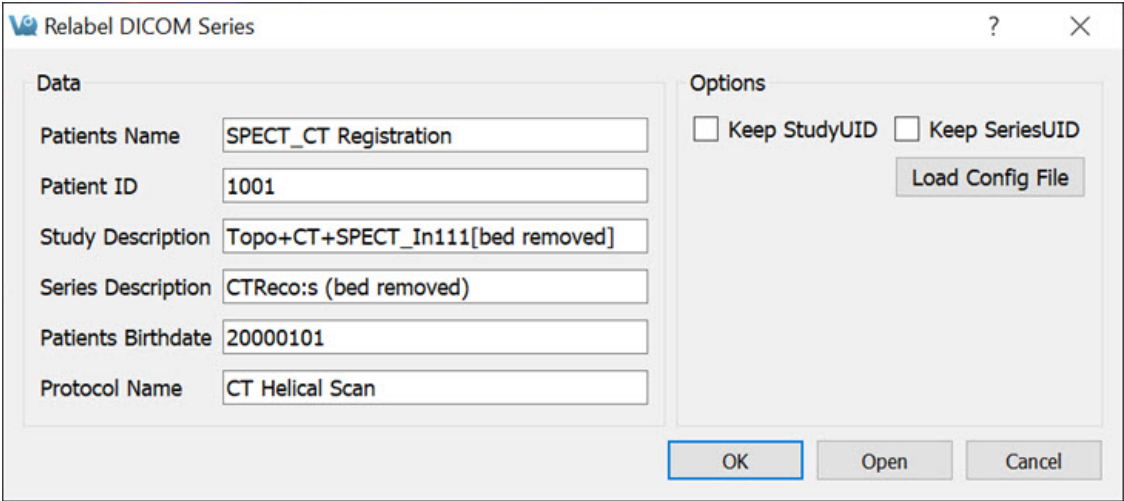 Relabel DICOM Series
Data
Patients Name SPECT_CT Registration
Patient ID 1001
Study Description Topo+CT+SPECT_In111[bed removed]
Series Description CTReco:s (bed removed)
Patients Birthdate 20000101
Protocol Name CT Helical Scan
Options
Keep StudyUID Keep SeriesUID
Load Config File
OK Open Cancel